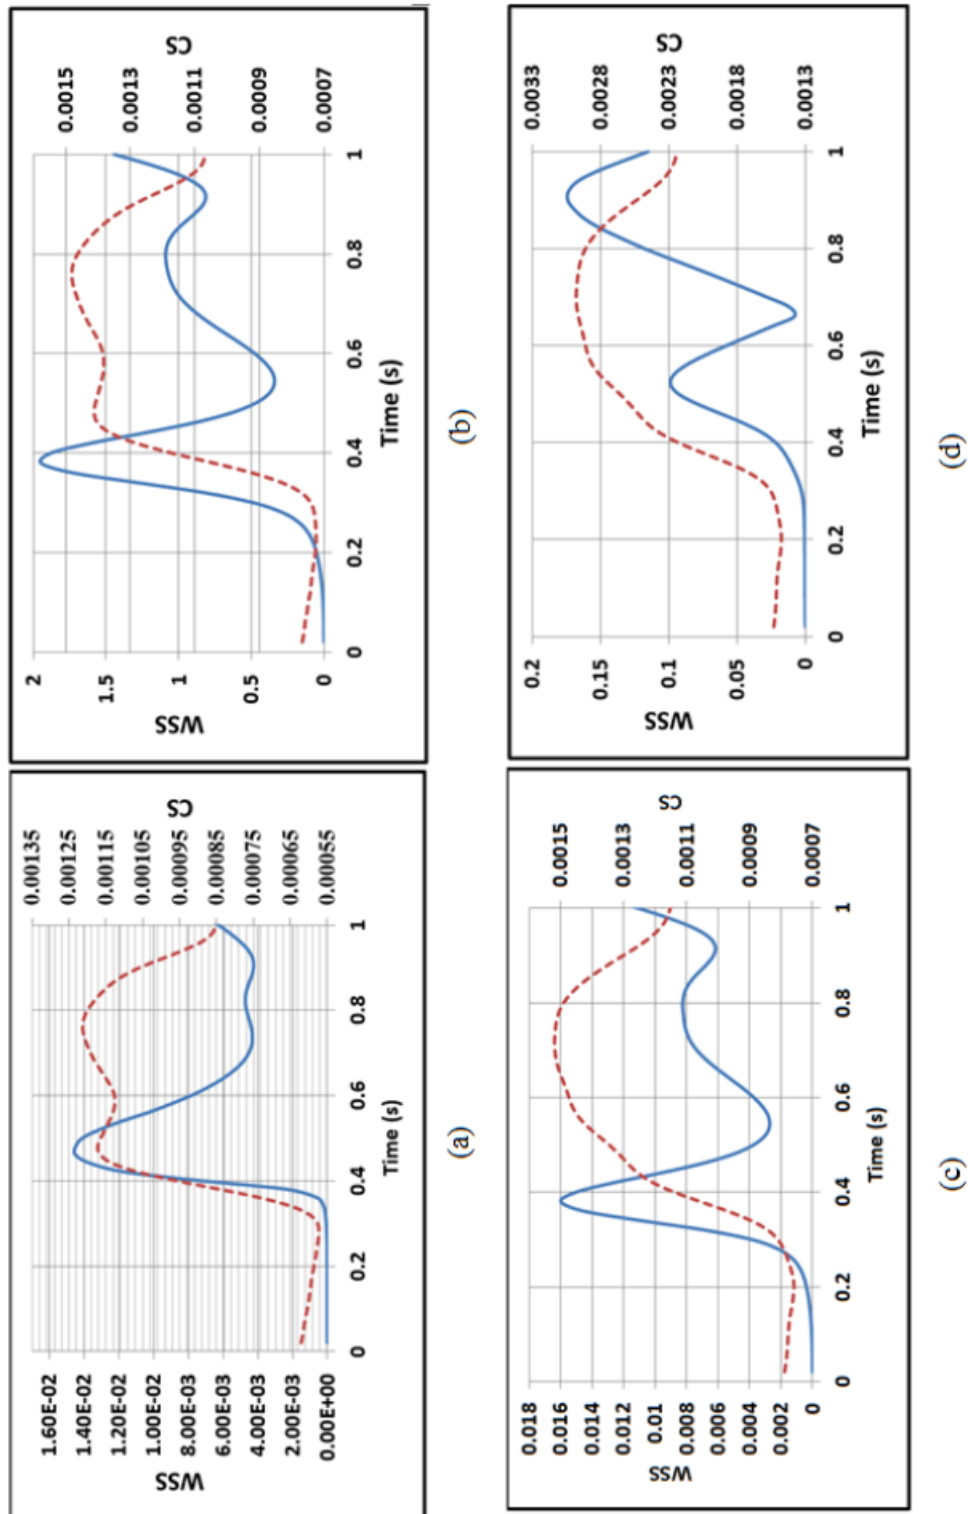 WSS
1.60E-02
1.40E-02
1.20E-02
1.00E-02
8.00E-03
6.00E-03
4.00E-03
2.00E-03
0.00E+00
0 0.2 0.4 0.6 0.8 1
Time (s)
0.00135
0.00125
0.00115
0.00105
0.00095
0.00085
0.00075
0.00065
0.00055
CS
(a)
WSS
2
1.5
1
0.5
0
0 0.2 0.4 0.6 0.8 1
Time (s)
0.0015
0.0013
0.0011
0.0009
0.0007
CS
(b)
WSS
0.018
0.016
0.014
0.012
0.01
0.008
0.006
0.004
0.002
0
0 0.2 0.4 0.6 0.8 1
Time (s)
0.0015
0.0013
0.0011
0.0009
0.0007
CS
(c)
WSS
0.2
0.15
0.1
0.05
0
0 0.2 0.4 0.6 0.8 1
Time (s)
0.0033
0.0028
0.0023
0.0018
0.0013
CS
(d)